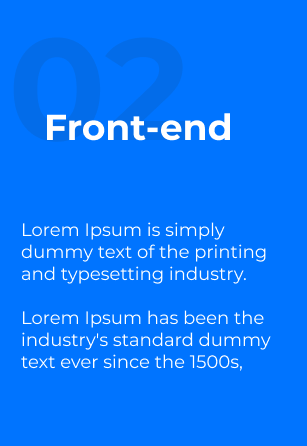 02
Front-end
Lorem Ipsum is simply
dummy text of the printing
and typesetting industry.
Lorem Ipsum has been the
industry's standard dummy
text ever since the 1500s,